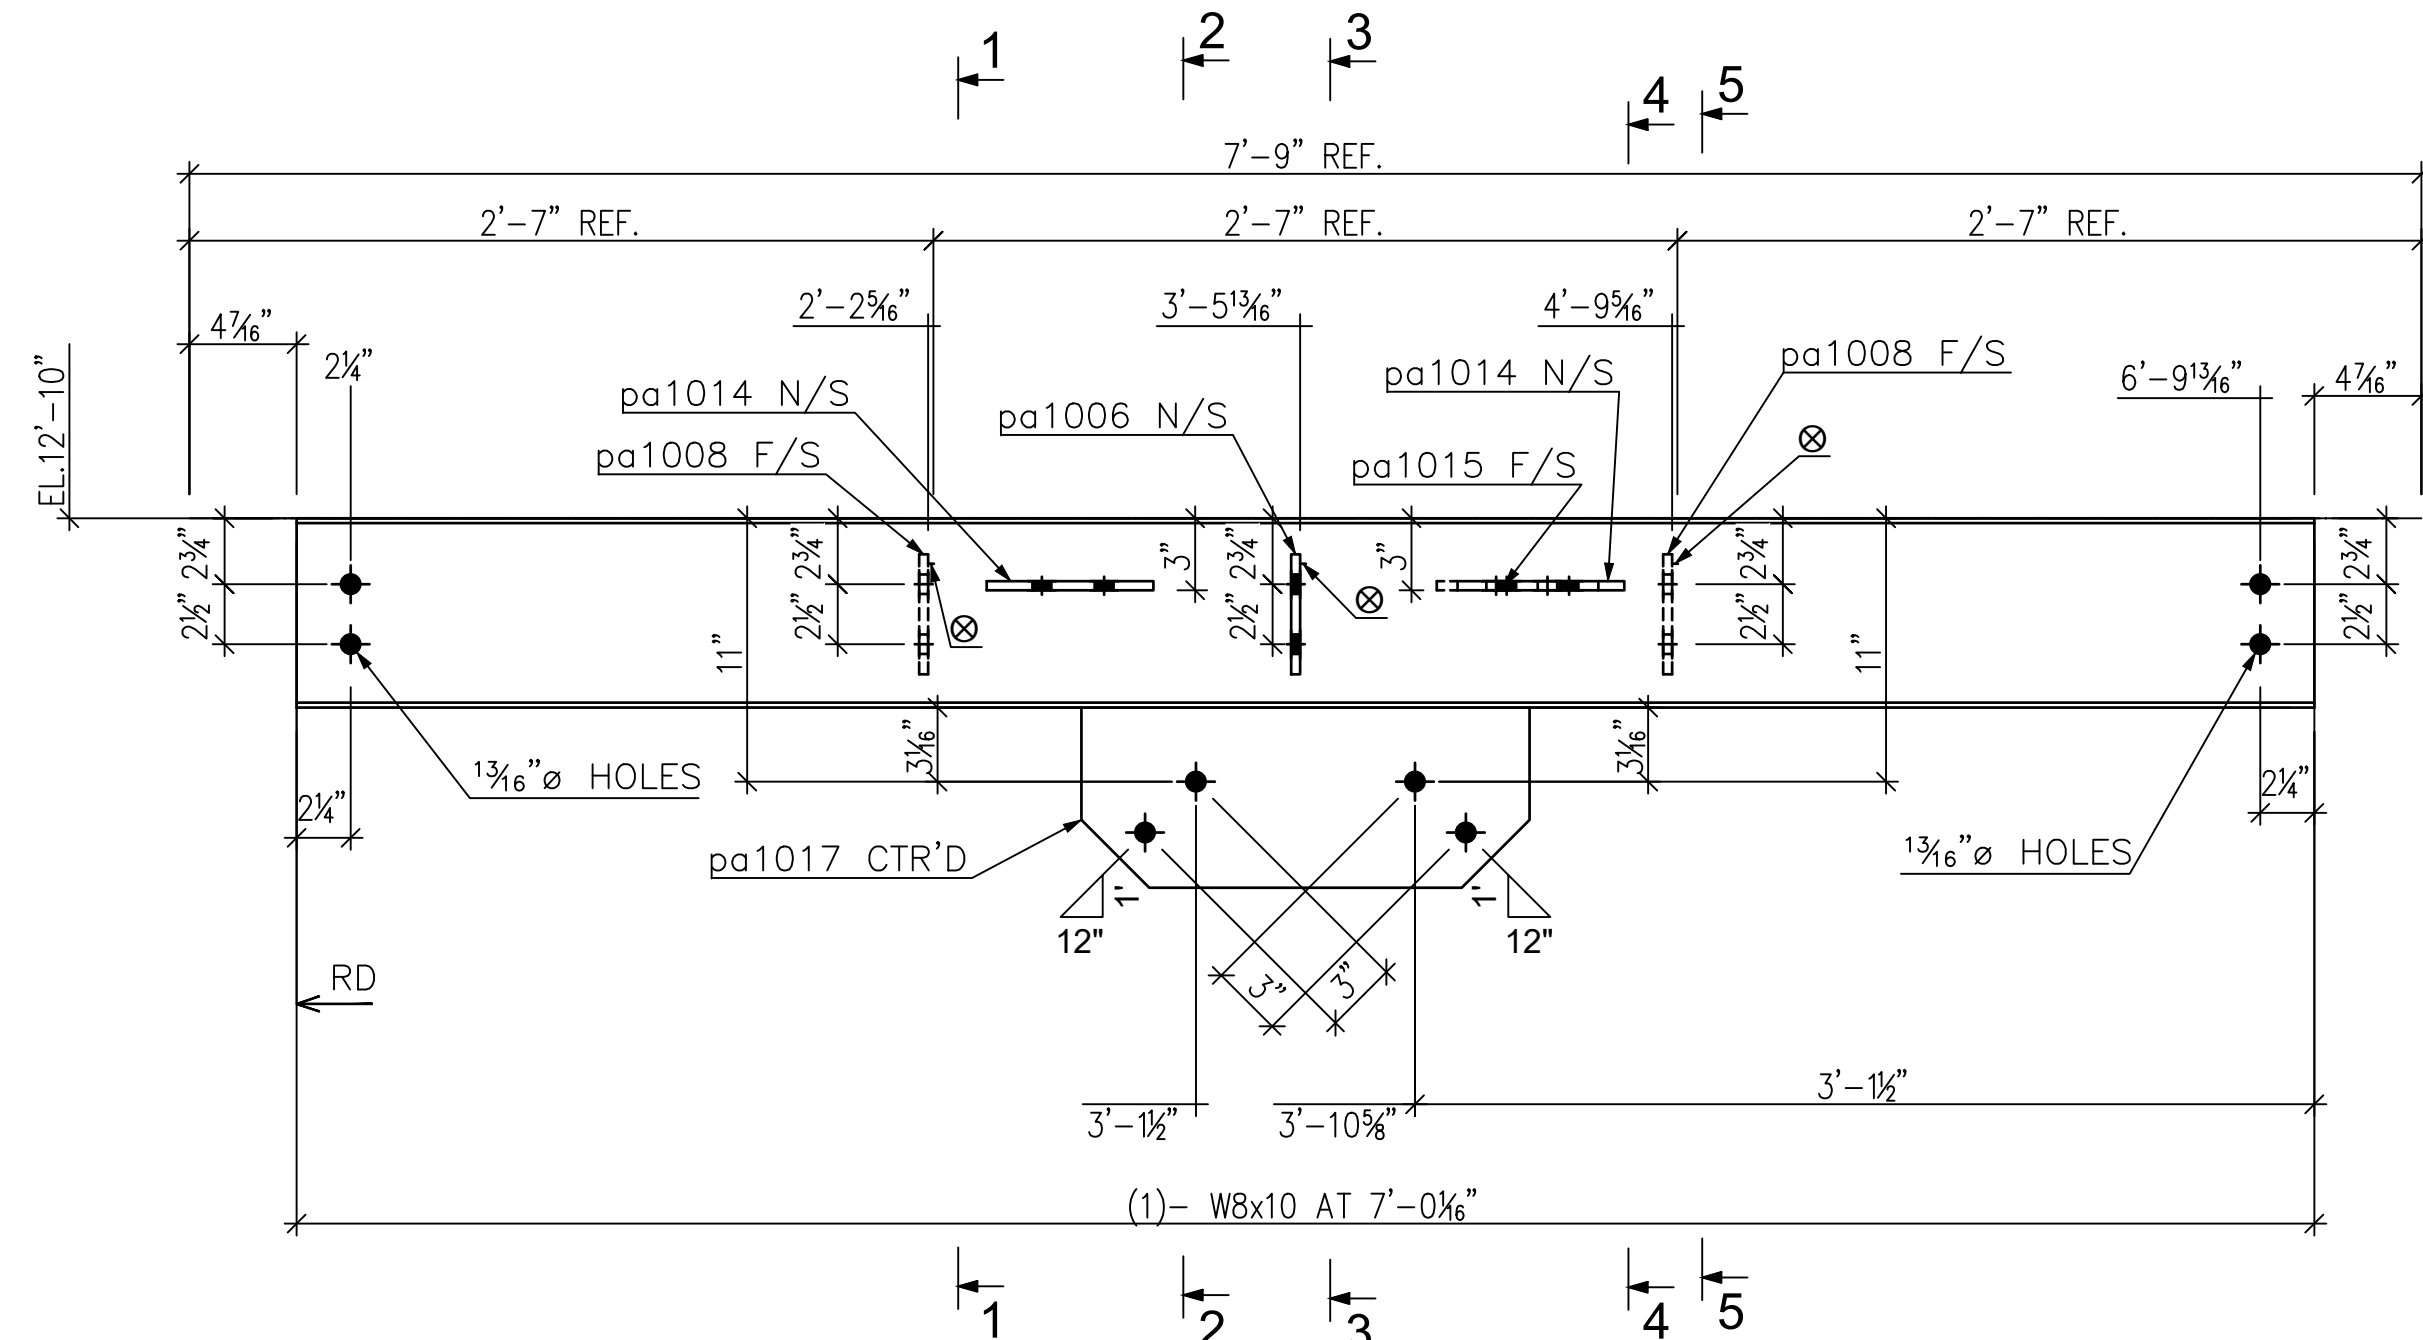 1
2
3
4
5
7'-9" REF.
2'-7" REF.
2'-7" REF.
2'-7" REF.
2'-2 5/16"
3'-5 13/16"
4'-9 5/16"
4 7/16"
2 1/4"
EL.12'-10"
pa1014 N/S
pa1008 F/S
pa1006 N/S
pa1014 N/S
pa1015 F/S
pa1008 F/S
6'-9 13/16"
4 7/16"
2 3/4"
2 1/2"
2 3/4"
2 1/2"
11"
3"
2 3/4"
2 1/2"
3"
2 3/4"
2 1/2"
11"
2 3/4"
2 1/2"
3 1/16"
3 1/16"
13/16"ø HOLES
2 1/4"
pa1017 CTR'D
2 1/4"
13/16"ø HOLES
1"
12"
1"
12"
RD
3"
3"
3'-1 1/2"
3'-10 5/8"
3'-1 1/2"
(1)- W8x10 AT 7'-0 1/16"
1
2
3
4
5